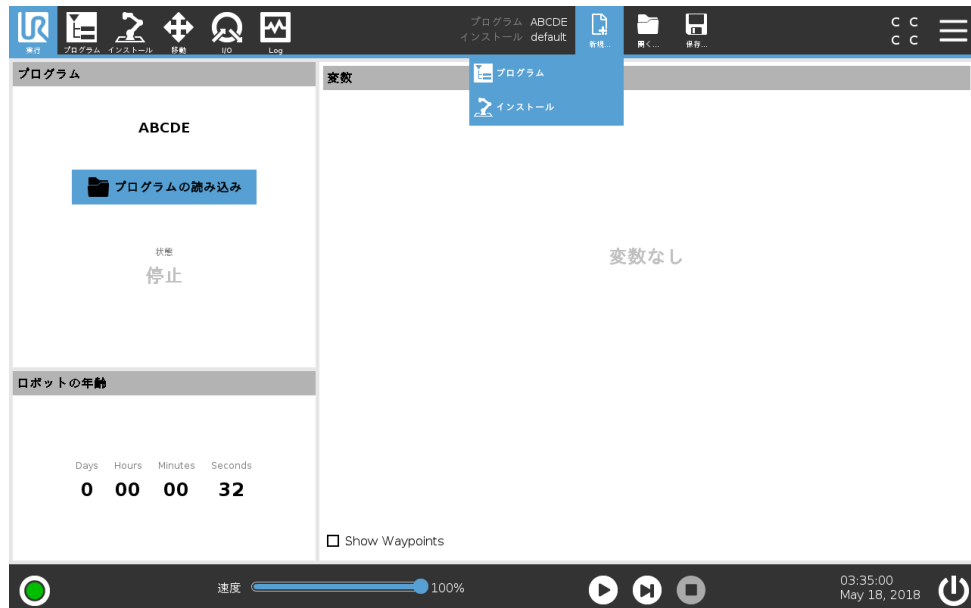 プログラム ABCDE
インストール default
C C
C C
実行 プログラム インストール 移動 I/O Log 新規... 開く... 保存...
プログラム
インストール
プログラム
変数
ABCDE
プログラムの読み込み
状態
停止
変数なし
ロボットの年齢
Days Hours Minutes Seconds
0 00 00 32
Show Waypoints
速度 100%
03:35:00
May 18, 2018